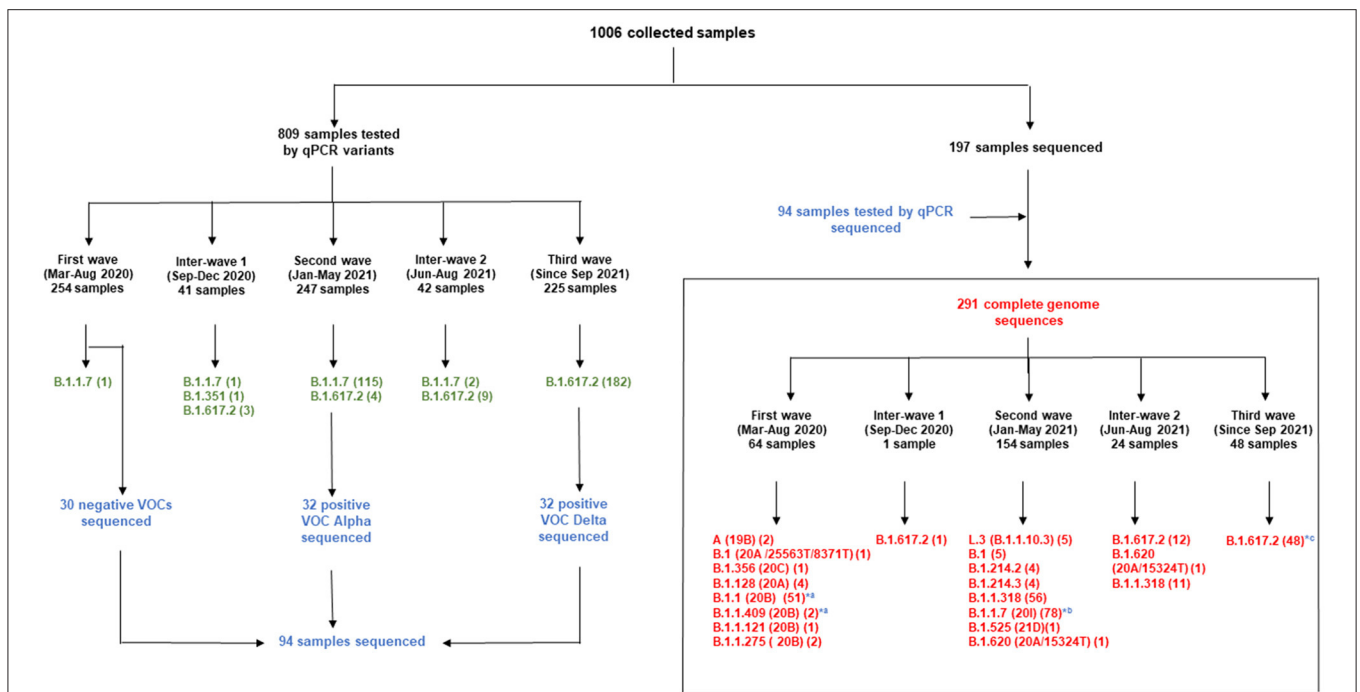 1006 collected samples
809 samples tested
by qPCR variants
197 samples sequenced
94 samples tested by qPCR
sequenced
First wave
(Mar-Aug 2020)
254 samples
Inter-wave 1
(Sep-Dec 2020)
41 samples
Second wave
(Jan-May 2021)
247 samples
Inter-wave 2
(Jun-Aug 2021)
42 samples
Third wave
(Since Sep 2021)
225 samples
B.1.1.7 (1)
B.1.1.7 (1)
B.1.351 (1)
B.1.617.2 (3)
B.1.1.7 (115)
B.1.617.2 (4)
B.1.1.7 (2)
B.1.617.2 (9)
B.1.617.2 (182)
30 negative VOCs
sequenced
32 positive
VOC Alpha
sequenced
32 positive
VOC Delta
sequenced
94 samples sequenced
291 complete genome
sequences
First wave
(Mar-Aug 2020)
64 samples
Inter-wave 1
(Sep-Dec 2020)
1 sample
Second wave
(Jan-May 2021)
154 samples
Inter-wave 2
(Jun-Aug 2021)
24 samples
Third wave
(Since Sep 2021)
48 samples
A (19B) (2)
B.1 (20A /25563T/8371T) (1)
B.1.356 (20C) (1)
B.1.128 (20A) (4)
B.1.1 (20B) (51)*a
B.1.1.409 (20B) (2)*a
B.1.1.121 (20B) (1)
B.1.1.275 ( 20B) (2)
B.1.617.2 (1)
L.3 (B.1.1.10.3) (5)
B.1 (5)
B.1.214.2 (4)
B.1.214.3 (4)
B.1.1.318 (56)
B.1.1.7 (20I) (78)*b
B.1.525 (21D)(1)
B.1.620 (20A/15324T) (1)
B.1.617.2 (12)
B.1.620
(20A/15324T) (1)
B.1.1.318 (11)
B.1.617.2 (48)*c